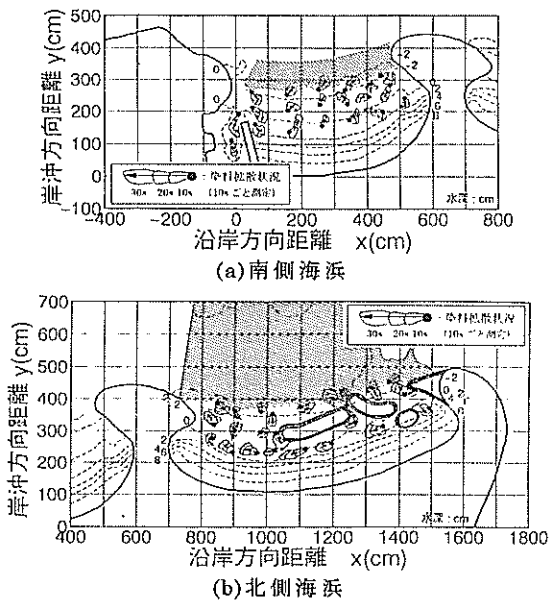 岸沖方向距離 y(cm)
500
400
300
200
100
0
-100
-400
-200
0
200
400
600
800
沿岸方向距離 x(cm)
30s 20s 10s
:染料拡散状況
(10sごと測定)
水深:cm
(a)南側海浜
岸沖方向距離 y(cm)
700
600
500
400
300
200
100
0
400
600
800
1000
1200
1400
1600
1800
沿岸方向距離 x(cm)
30s 20s 10s
:染料拡散状況
(10sごと測定)
水深:cm
(b)北側海浜